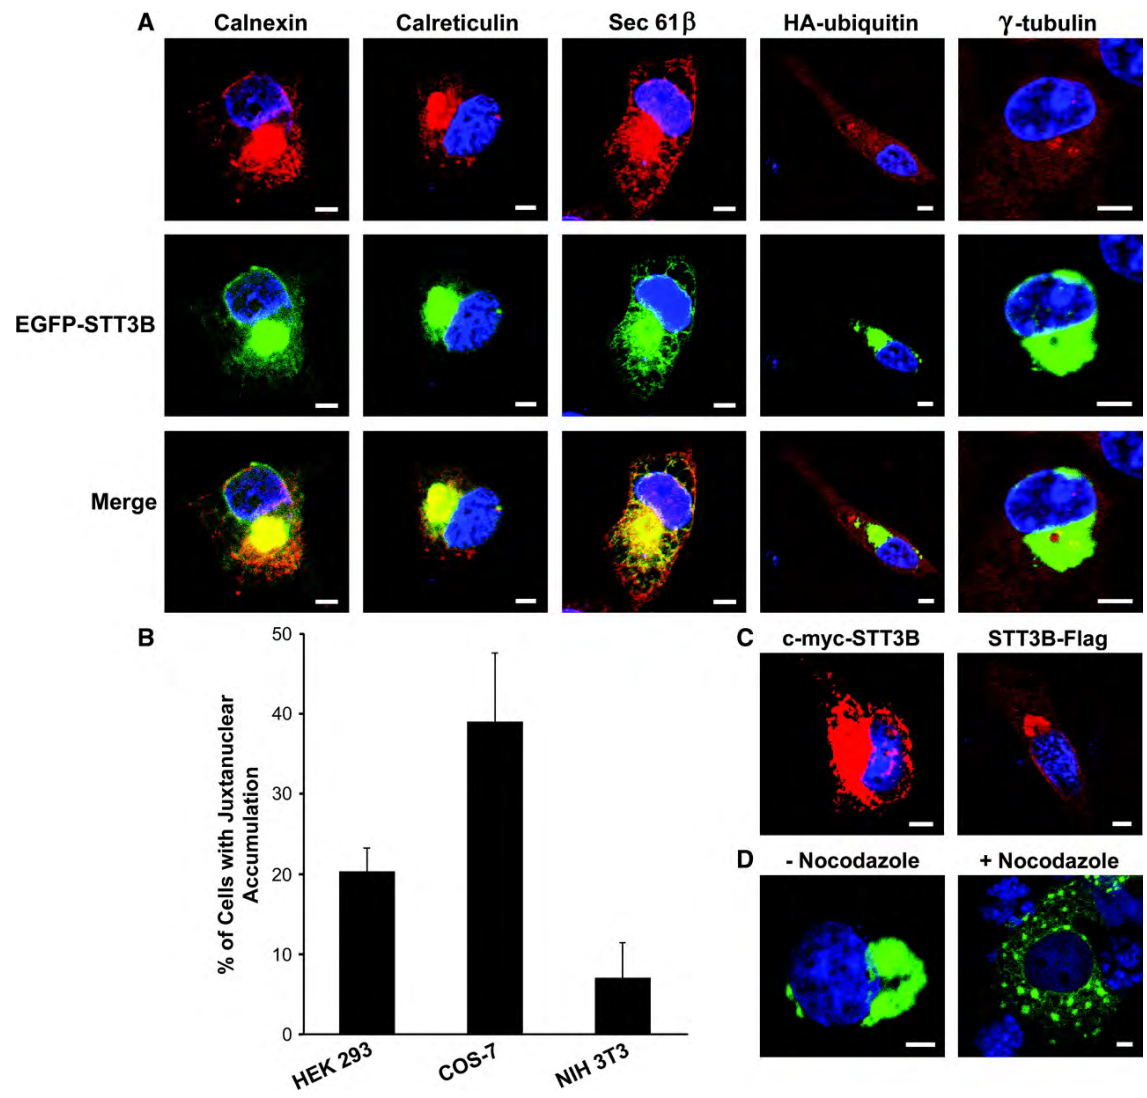 A
Calnexin
Calreticulin
Sec 61β
HA-ubiquitin
γ-tubulin
EGFP-STT3B
Merge
B
% of Cells with Juxtanuclear
Accumulation
50
40
30
20
10
0
HEK 293
COS-7
NIH 3T3
C
c-myc-STT3B
STT3B-Flag
D
- Nocodazole
+ Nocodazole